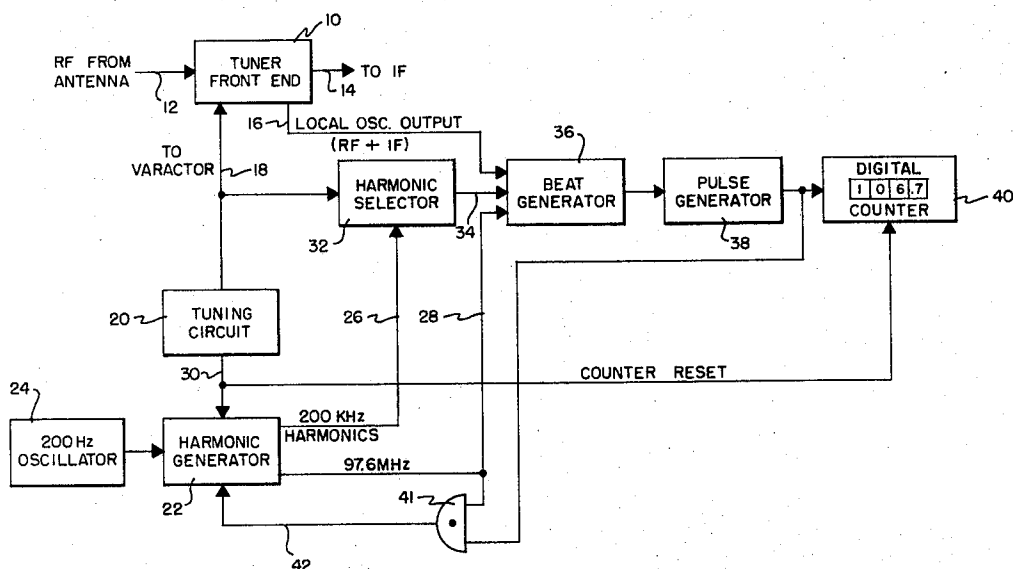 10
RF FROM
ANTENNA
12
TUNER
FRONT END
14
TO IF
16
LOCAL OSC. OUTPUT
(RF + IF)
TO
VARACTOR
18
HARMONIC
SELECTOR
32
34
36
BEAT
GENERATOR
PULSE
GENERATOR
38
DIGITAL
1 0 6 .7
COUNTER
40
20
TUNING
CIRCUIT
26
28
30
COUNTER RESET
24
200 Hz
OSCILLATOR
HARMONIC
GENERATOR
22
200 KHz
HARMONICS
97.6MHz
41
42